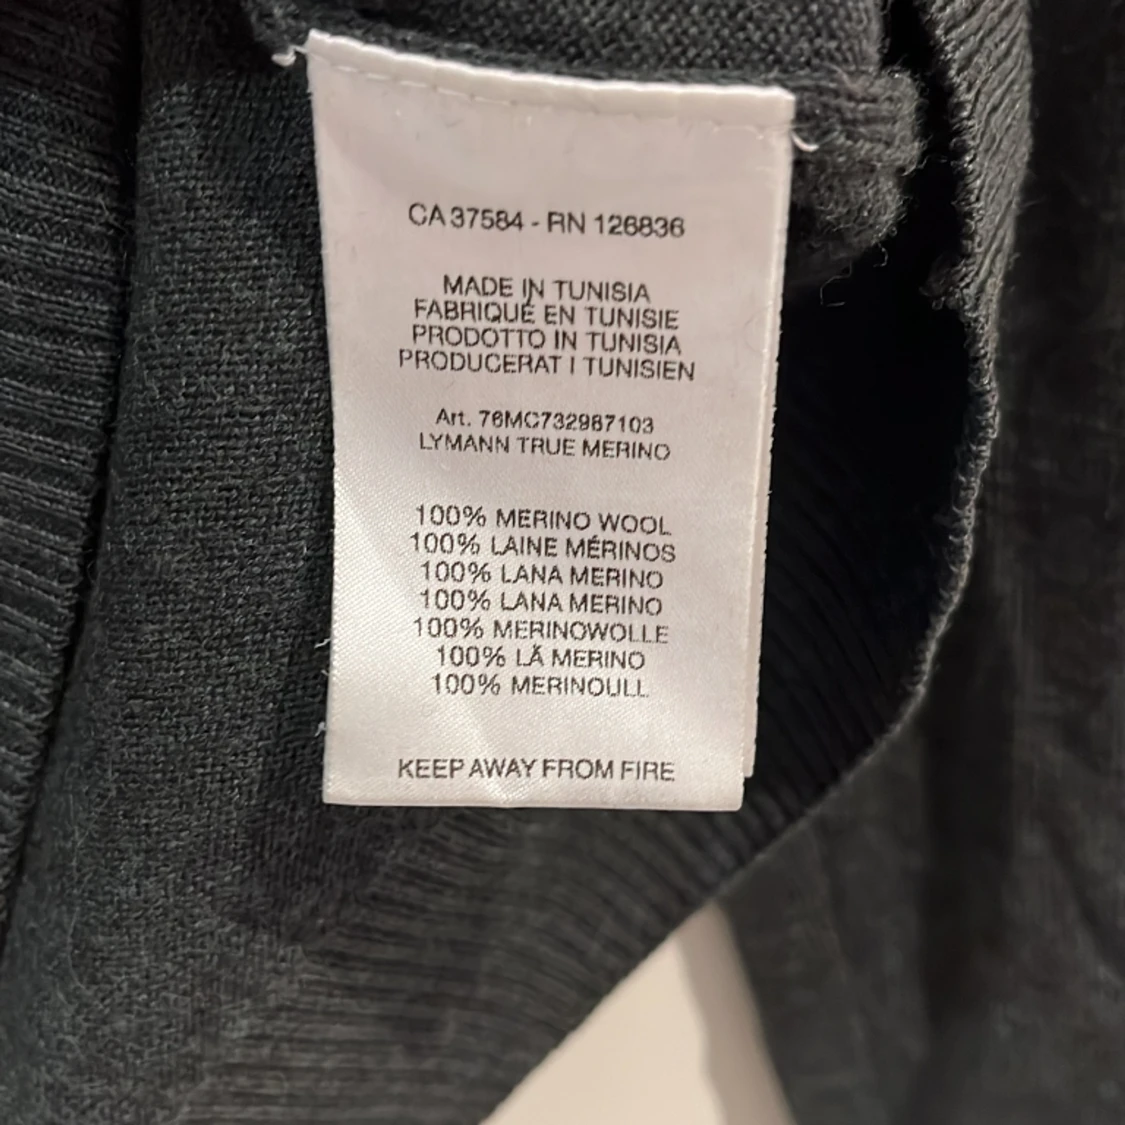 CA 37584 - RN 126836
MADE IN TUNISIA
FABRIQUÉ EN TUNISIE
PRODOTTO IN TUNISIA
PRODUCERAT I TUNISIEN
Art. 76MC732987103
LYMANN TRUE MERINO
100% MERINO WOOL
100% LAINE MÉRINOS
100% LANA MERINO
100% LANA MERINO
100% MERINOWOLLE
100% LÃ MERINO
100% MERINOULL
KEEP AWAY FROM FIRE